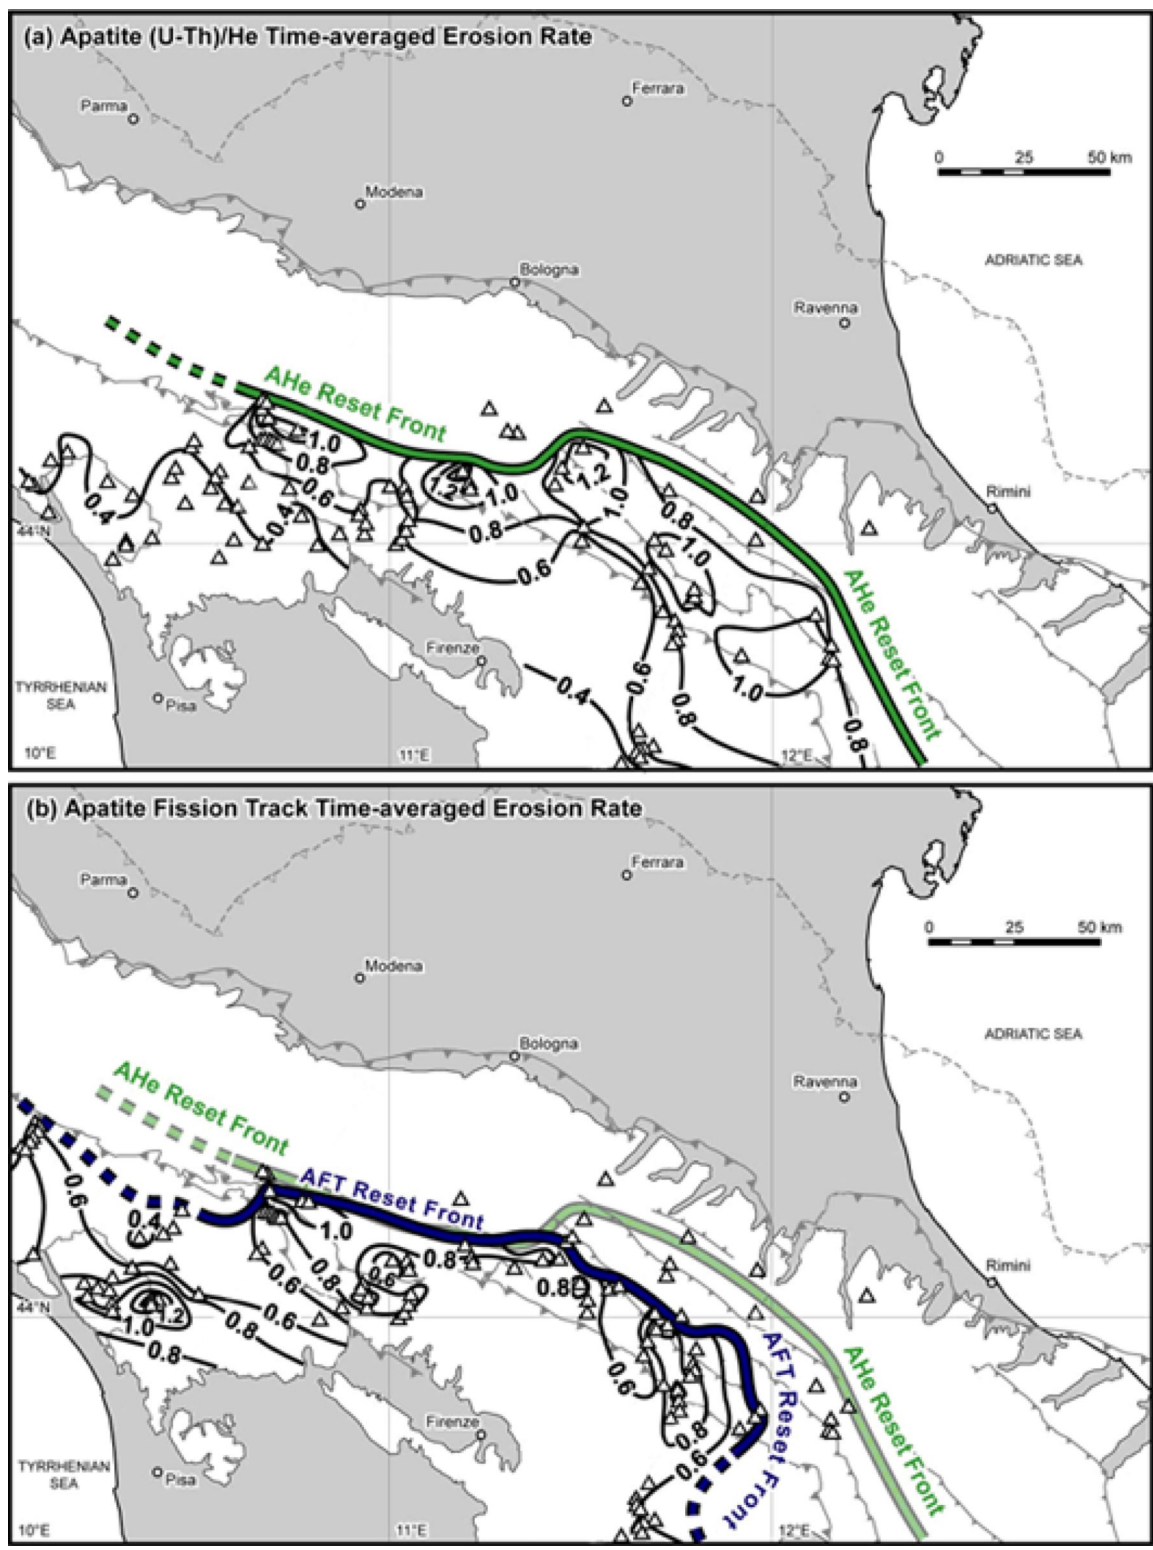 (a) Apatite (U-Th)/He Time-averaged Erosion Rate
Parma
Ferrara
0 25 50 km
Modena
ADRIATIC SEA
Bologna
Ravenna
AHe Reset Front
1.0
0.8
1.2
1.2
1.0
0.6
1.0
0.4
0.4
0.8
0.8
Rimini
44°N
1.0
0.6
AHe Reset Front
Firenze
0.6
0.4
1.0
TYRRHENIAN
SEA
Pisa
0.8
0.8
10°E
11°E
12°E
(b) Apatite Fission Track Time-averaged Erosion Rate
Ferrara
Parma
0 25 50 km
Modena
ADRIATIC SEA
Bologna
Ravenna
AHe Reset Front
AFT Reset Front
0.6
0.4
1.0
0.8
0.8
0.6
0.6
0.8
Rimini
44°N
1.2
1.0
0.6
0.8
0.8
AFT Reset Front
AHe Reset Front
0.6
Firenze
0.8
0.6
TYRRHENIAN
SEA
Pisa
10°E
11°E
12°E